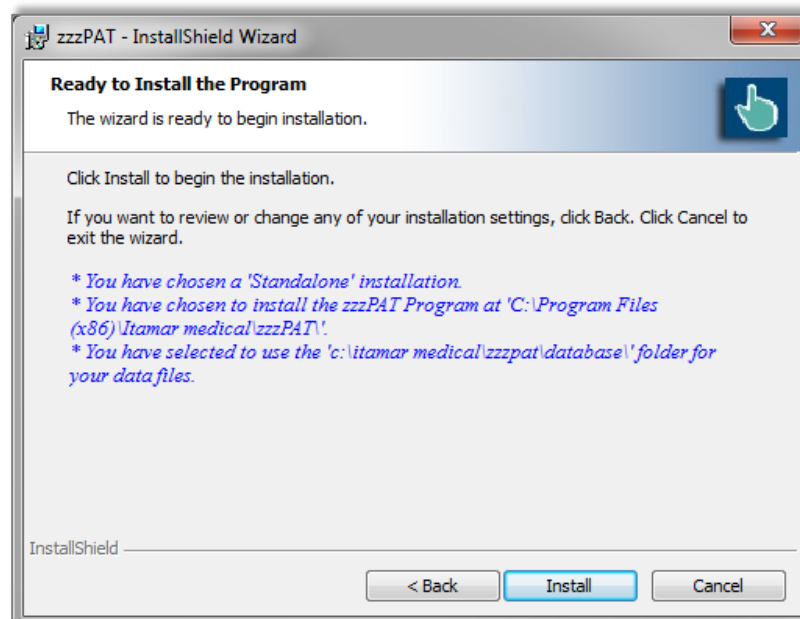 zzzPAT - InstallShield Wizard
Ready to Install the Program
The wizard is ready to begin installation.
Click Install to begin the installation.
If you want to review or change any of your installation settings, click Back. Click Cancel to
exit the wizard.
* You have chosen a 'Standalone' installation.
* You have chosen to install the zzzPAT Program at 'C:\Program Files
(x86)\Itamar medical\zzzPAT\'.
* You have selected to use the 'c:\itamar medical\zzzpat\database\' folder for
your data files.
InstallShield
< Back
Install
Cancel